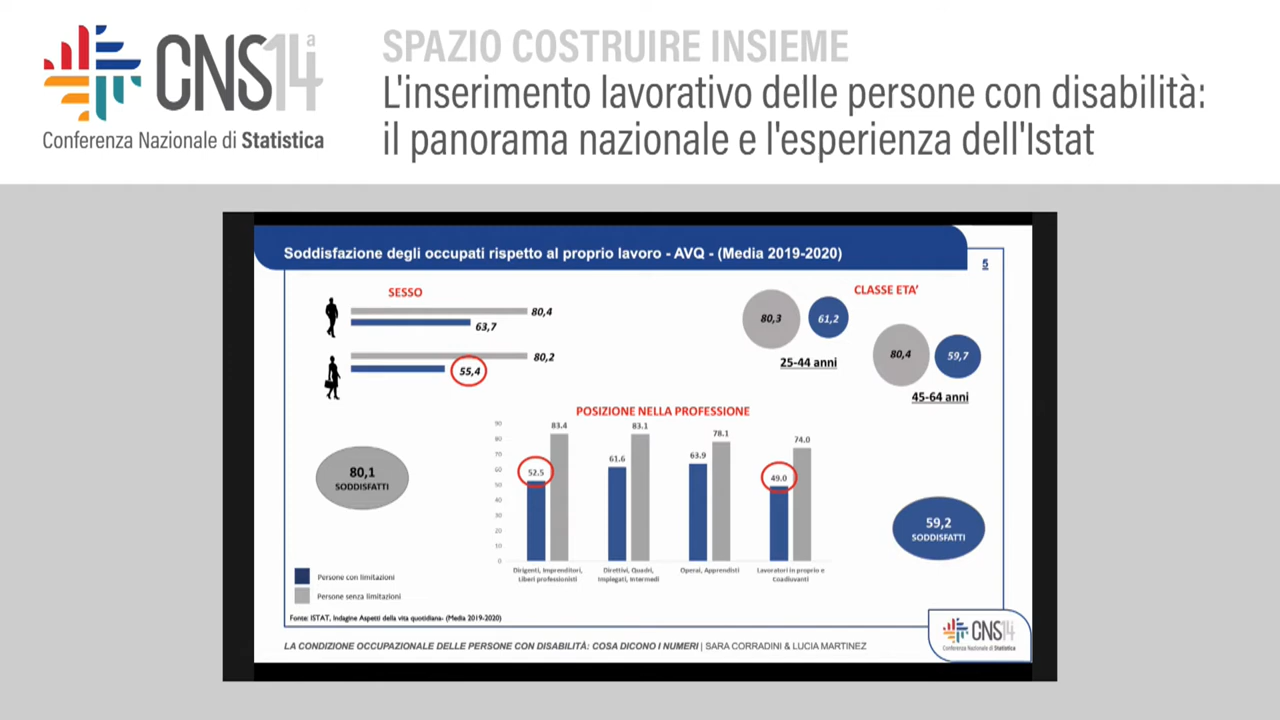 CNS14ª
Conferenza Nazionale di Statistica
SPAZIO COSTRUIRE INSIEME
L'inserimento lavorativo delle persone con disabilità:
il panorama nazionale e l'esperienza dell'Istat
Soddisfazione degli occupati rispetto al proprio lavoro - AVQ - (Media 2019-2020)
5
SESSO
80,4
63,7
80,2
55,4
CLASSE ETA’
80,3
61,2
25-44 anni
80,4
59,7
45-64 anni
80,1
SODDISFATTI
POSIZIONE NELLA PROFESSIONE
90
80
70
60
50
40
30
20
10
0
52.5
83.4
61.6
83.1
63.9
78.1
49.0
74.0
Dirigenti, Imprenditori,
Liberi professionisti
Direttivi, Quadri,
Impiegati, Intermedi
Operai, Apprendisti
Lavoratori in proprio e
Coadiuvanti
59,2
SODDISFATTI
Persone con limitazioni
Persone senza limitazioni
Fonte: ISTAT, Indagine Aspetti della vita quotidiana- (Media 2019-2020)
LA CONDIZIONE OCCUPAZIONALE DELLE PERSONE CON DISABILITÀ: COSA DICONO I NUMERI | SARA CORRADINI & LUCIA MARTINEZ
CNS14
Conferenza Nazionale di Statistica